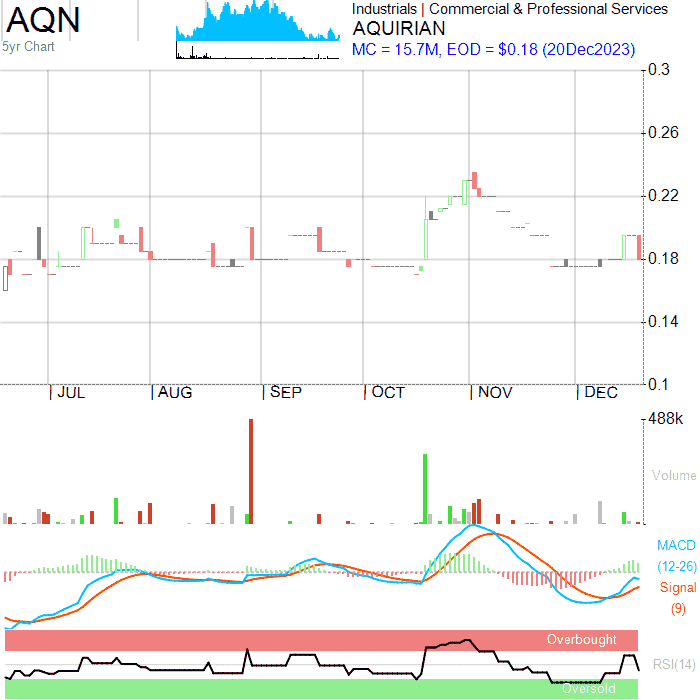 AQN
5yr Chart
Industrials | Commercial & Professional Services
AQUIRIAN
MC = 15.7M, EOD = $0.18 (20Dec2023)
0.3
0.26
0.22
0.18
0.14
0.1
JUL AUG SEP OCT NOV DEC
488k
Volume
MACD
(12-26)
Signal
(9)
Overbought
RSI(14)
Oversold